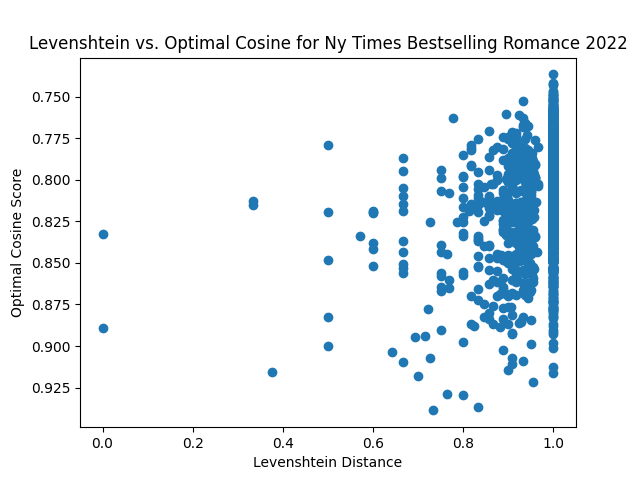 Levenshtein vs. Optimal Cosine for Ny Times Bestselling Romance 2022
0.750
0.775
0.800
0.825
0.850
0.875
0.900
0.925
Optimal Cosine Score
0.0 0.2 0.4 0.6 0.8 1.0
Levenshtein Distance